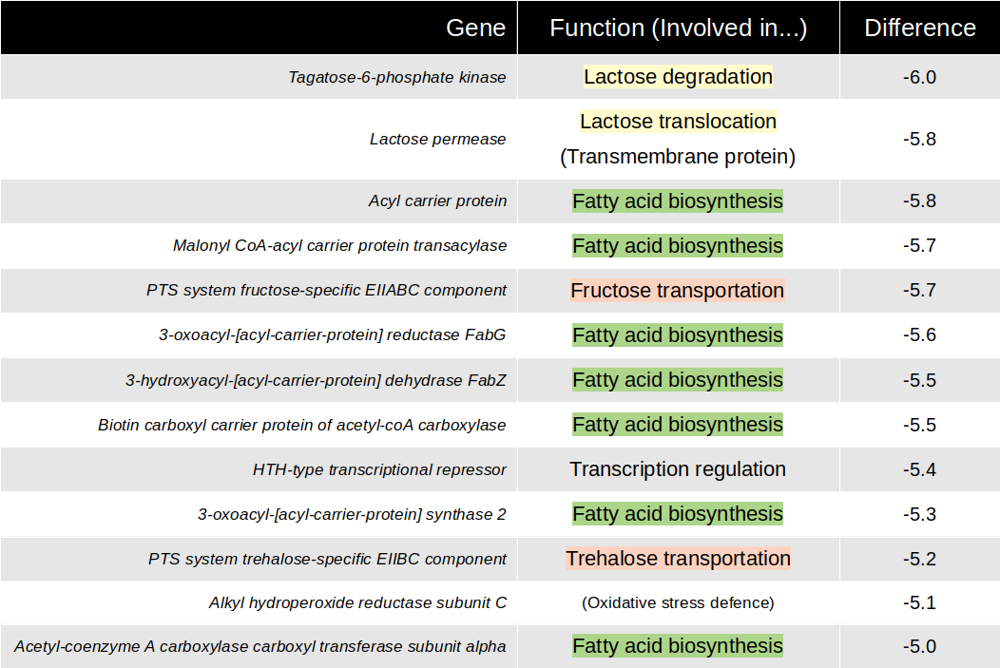 Gene Function (Involved in...) Difference
Tagatose-6-phosphate kinase Lactose degradation -6.0
Lactose permease Lactose translocation (Transmembrane protein) -5.8
Acyl carrier protein Fatty acid biosynthesis -5.8
Malonyl CoA-acyl carrier protein transacylase Fatty acid biosynthesis -5.7
PTS system fructose-specific EIIABC component Fructose transportation -5.7
3-oxoacyl-[acyl-carrier-protein] reductase FabG Fatty acid biosynthesis -5.6
3-hydroxyacyl-[acyl-carrier-protein] dehydrase FabZ Fatty acid biosynthesis -5.5
Biotin carboxyl carrier protein of acetyl-coA carboxylase Fatty acid biosynthesis -5.5
HTH-type transcriptional repressor Transcription regulation -5.4
3-oxoacyl-[acyl-carrier-protein] synthase 2 Fatty acid biosynthesis -5.3
PTS system trehalose-specific EIIBC component Trehalose transportation -5.2
Alkyl hydroperoxide reductase subunit C (Oxidative stress defence) -5.1
Acetyl-coenzyme A carboxylase carboxyl transferase subunit alpha Fatty acid biosynthesis -5.0